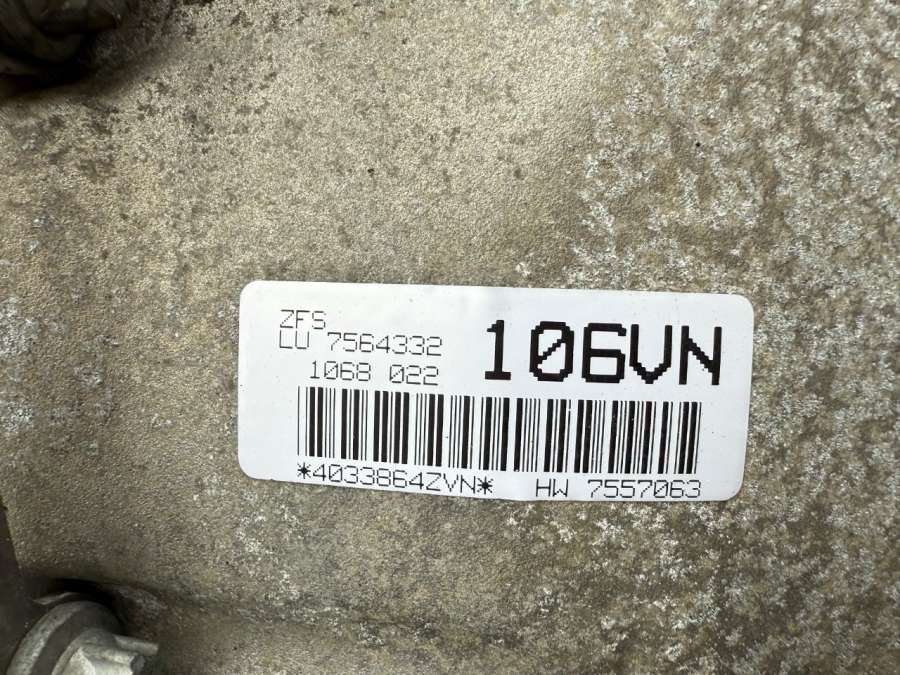 ZFS
LU 7564332
1068 022
106VN
*4033864ZVN* HW 7557063